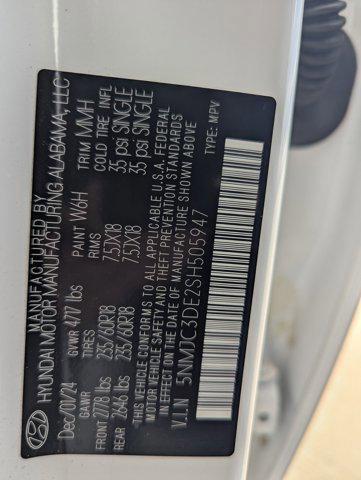 MANUFACTURED BY
HYUNDAI MOTOR MANUFACTURING ALABAMA, LLC
Dec/01/24 GVWR 4717 lbs PAINT W6H TRIM MMH
GAWR TIRES RIMS COLD TIRE INFL
FRONT 2778 lbs 235/60R18 7.5JX18 35 psi SINGLE
REAR 2646 lbs 235/60R18 7.5JX18 35 psi SINGLE
THIS VEHICLE CONFORMS TO ALL APPLICABLE U.S.A. FEDERAL
MOTOR VEHICLE SAFETY THEFT PREVENTION STANDARDS
IN EFFECT ON THE DATE OF MANUFACTURE SHOWN ABOVE.
V.I.N 5NMJC3DE2SH505947 TYPE: MPV